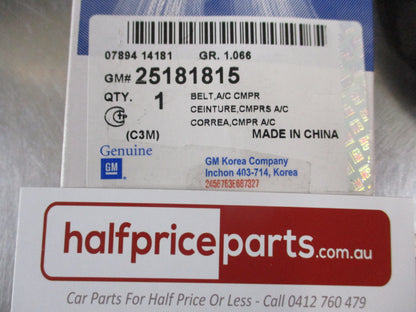 07894 14181 GR. 1.066
GM# 25181815
QTY. 1 BELT,A/C CMPR
CEINTURE,CMPRS A/C
CORREA,CMPR A/C
(C3M) MADE IN CHINA
Genuine
GM
GM Korea Company
Inchon 403-714, Korea
2456763E687327
halfpriceparts.com.au
Car Parts For Half Price Or Less - Call 0412 760 479